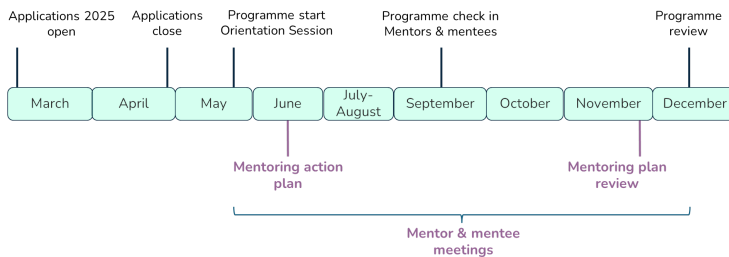 Applications 2025
open
Applications
close
Programme start
Orientation Session
Programme check in
Mentors & mentees
Programme
review
March
April
May
June
July-
August
September
October
November
December
Mentoring action
plan
Mentoring plan
review
Mentor & mentee
meetings